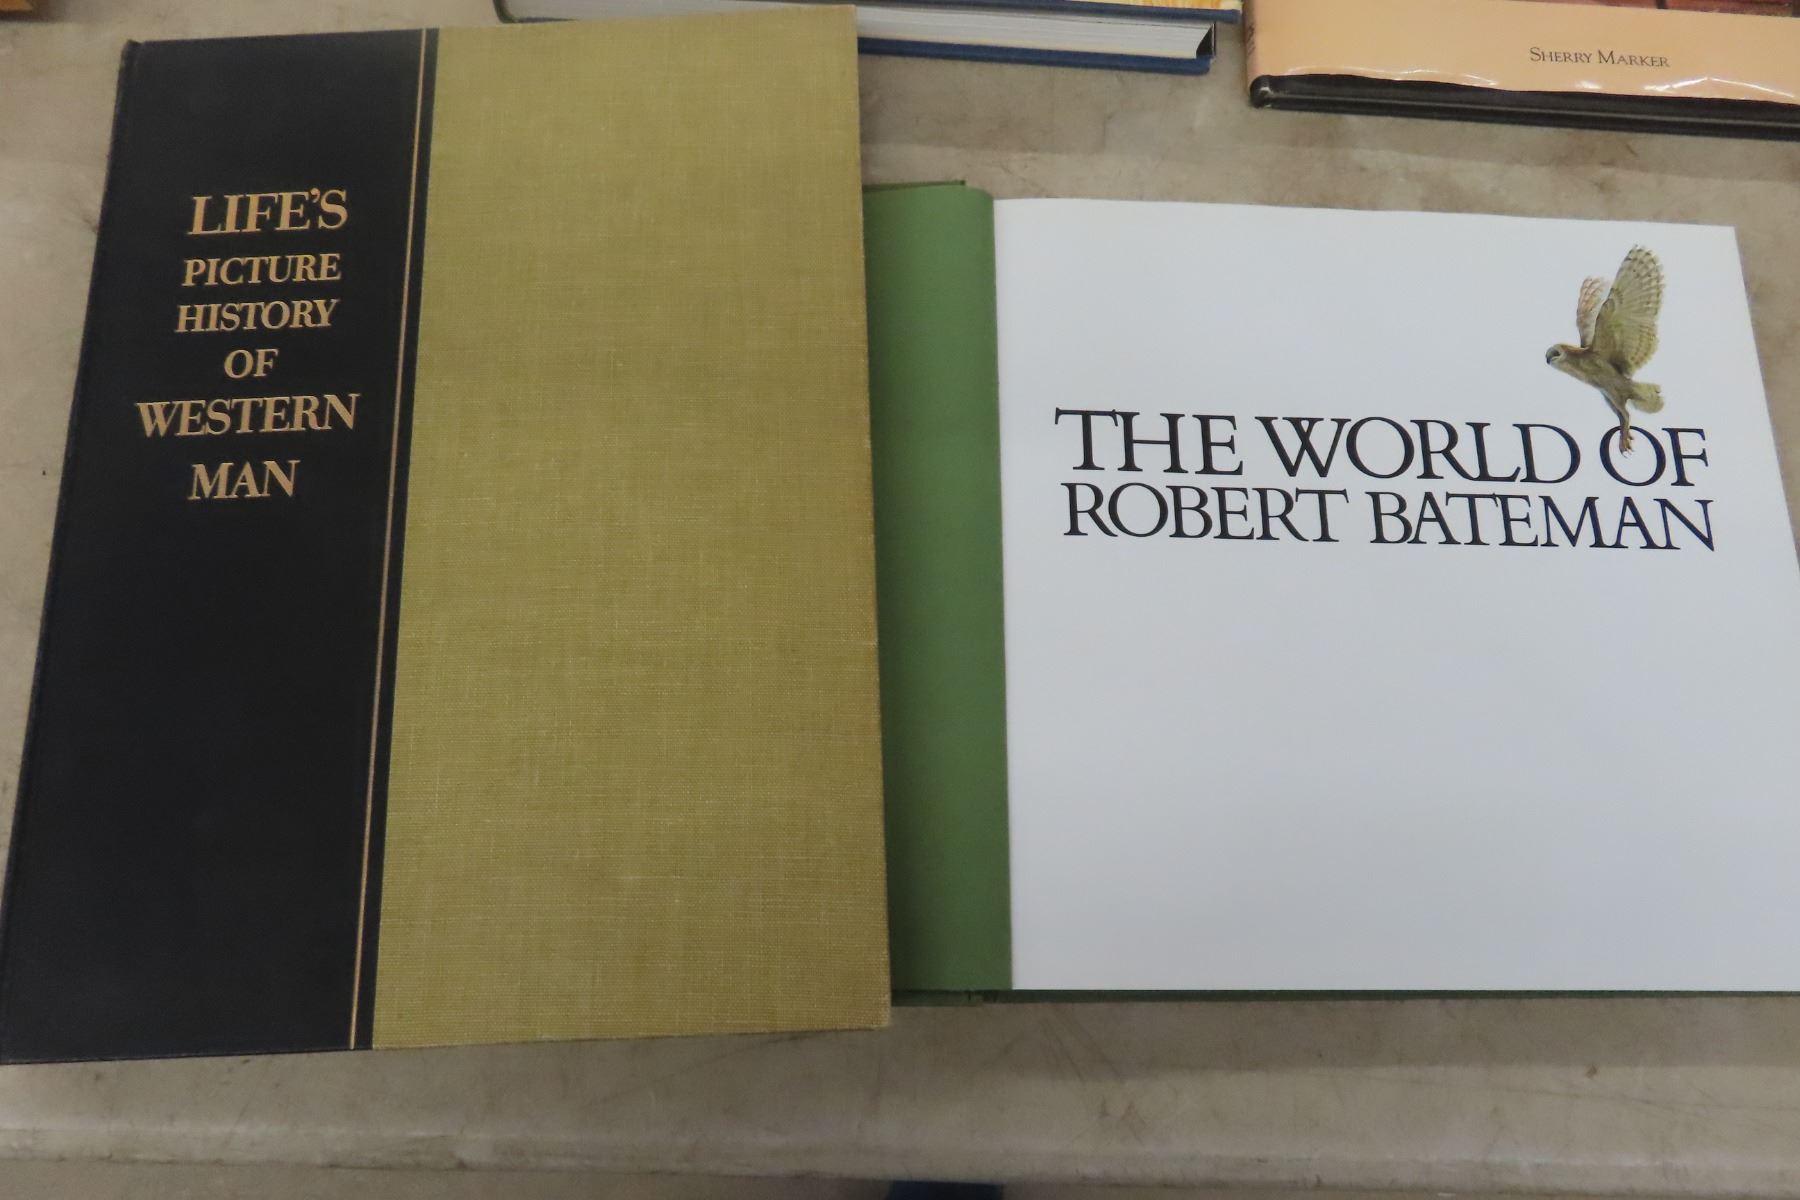 SHERRY MARKER
LIFE'S
PICTURE
HISTORY
OF
WESTERN
MAN
THE WORLD OF
ROBERT BATEMAN